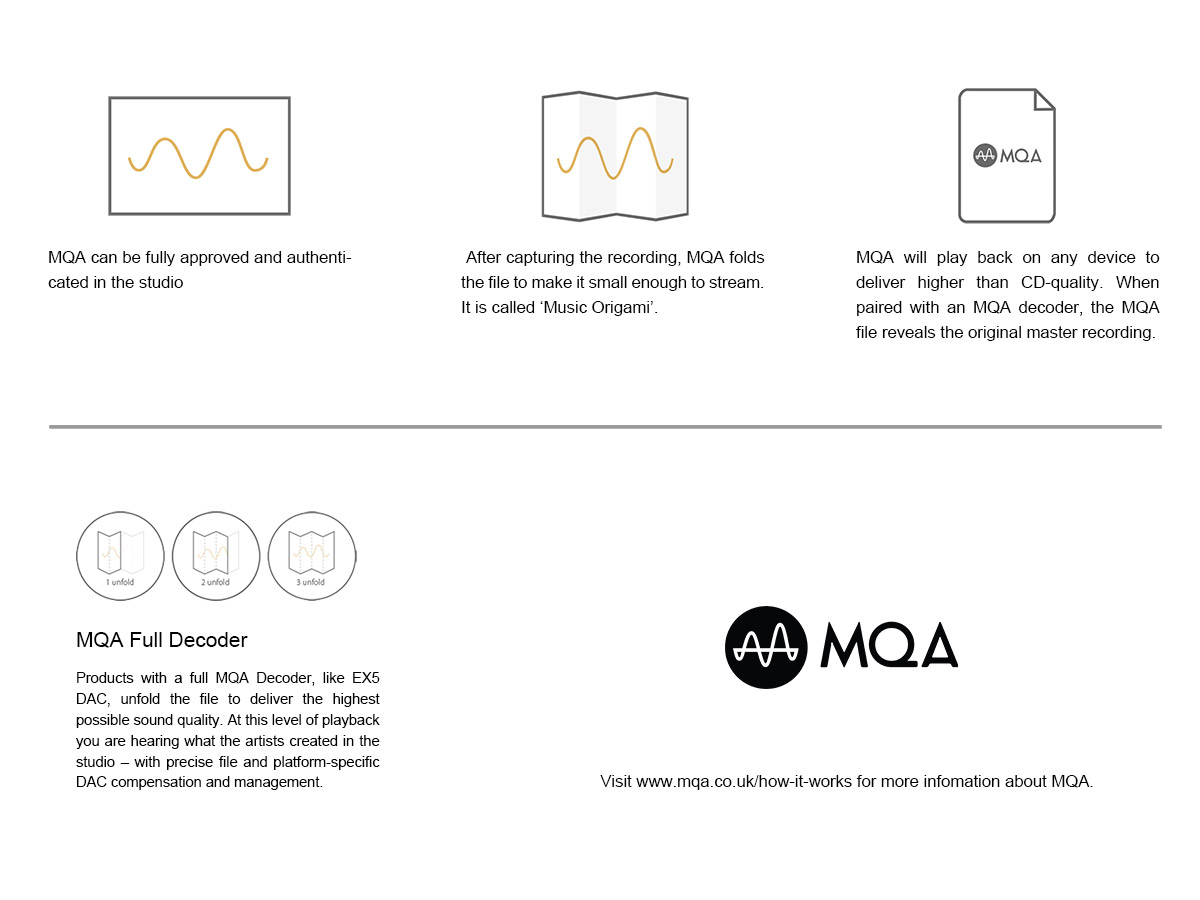 MQA
MQA can be fully approved and authenti-
cated in the studio
After capturing the recording, MQA folds
the file to make it small enough to stream.
It is called ‘Music Origami’.
MQA will play back on any device to
deliver higher than CD-quality. When
paired with an MQA decoder, the MQA
file reveals the original master recording.
1 unfold
2 unfold
3 unfold
MQA Full Decoder
Products with a full MQA Decoder, like EX5
DAC, unfold the file to deliver the highest
possible sound quality. At this level of playback
you are hearing what the artists created in the
studio – with precise file and platform-specific
DAC compensation and management.
MQA
Visit www.mqa.co.uk/how-it-works for more infomation about MQA.